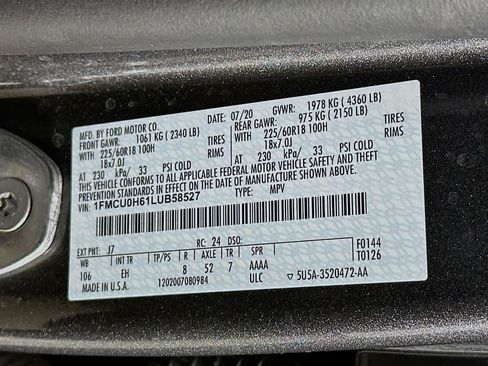 MFD. BY FORD MOTOR CO. DATE: 07/20 GVWR: 1978 KG (4360 LB)
FRONT GAWR: 1061 KG (2340 LB) REAR GAWR: 975 KG (2150 LB)
WITH 225/60R18 100H TIRES WITH 225/60R18 100H TIRES
18x7.0J RIMS 18x7.0J RIMS
AT 230 kPa/ 33 PSI COLD AT 230 kPa/ 33 PSI COLD
THIS VEHICLE CONFORMS TO ALL APPLICABLE FEDERAL MOTOR VEHICLE SAFETY AND THEFT
PREVENTION STANDARDS IN EFFECT ON THE DATE OF MANUFACTURE SHOWN ABOVE.
VIN: 1FMCU0H61LUB58527 TYPE: MPV
EXT PNT: J7 RC: 24 DSO: F0144
WB INT TR TP/PS R AXLE TR SPR T0126
106 EH 8 52 7 AAAA
MADE IN U.S.A. 1202007080984 ULC 5U5A-3520472-AA